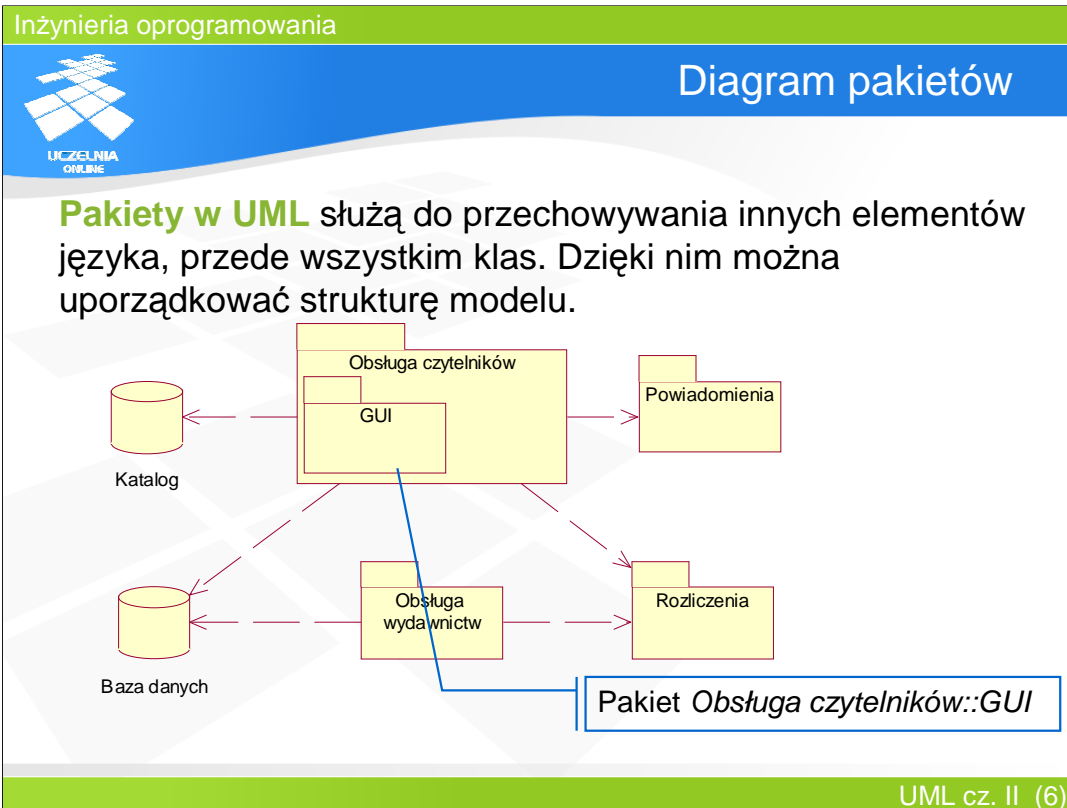 Inżynieria oprogramowania
Diagram pakietów
UCZELNIA
ONLINE
Pakiety w UML służą do przechowywania innych elementów
języka, przede wszystkim klas. Dzięki nim można
uporządkować strukturę modelu.
Obsługa czytelników
GUI
Powiadomienia
Katalog
Obsługa
wydawnictw
Rozliczenia
Baza danych
Pakiet Obsługa czytelników::GUI
UML cz. II (6)